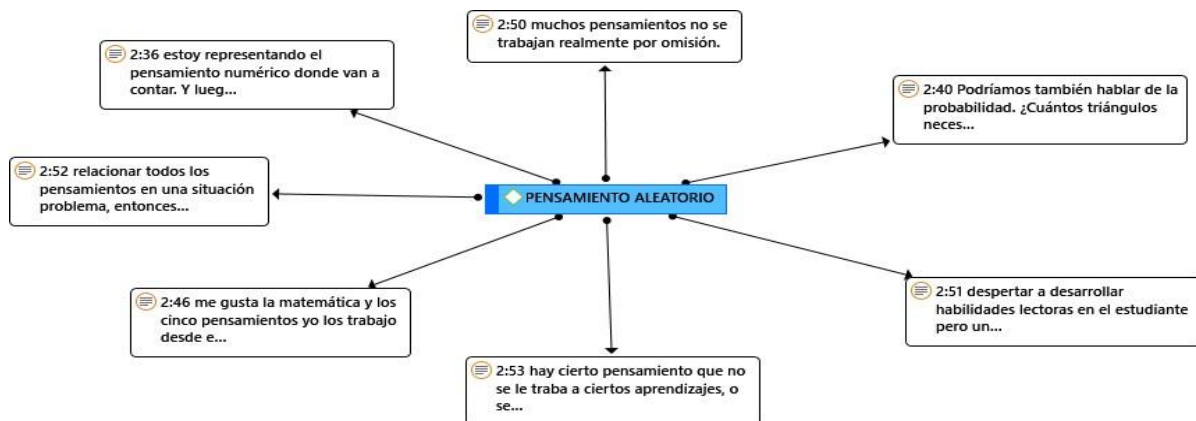 2:50 muchos pensamientos no se
trabajan realmente por omisión.
2:36 estoy representando el
pensamiento numérico donde van a
contar. Y lueg...
2:40 Podríamos también hablar de la
probabilidad. ¿Cuántos triángulos
neces...
2:52 relacionar todos los
pensamientos en una situación
problema, entonces...
PENSAMIENTO ALEATORIO
2:46 me gusta la matemática y los
cinco pensamientos yo los trabajo
desde e...
2:51 despertar a desarrollar
habilidades lectoras en el estudiante
pero un...
2:53 hay cierto pensamiento que no
se le traba a ciertos aprendizajes, o
se...